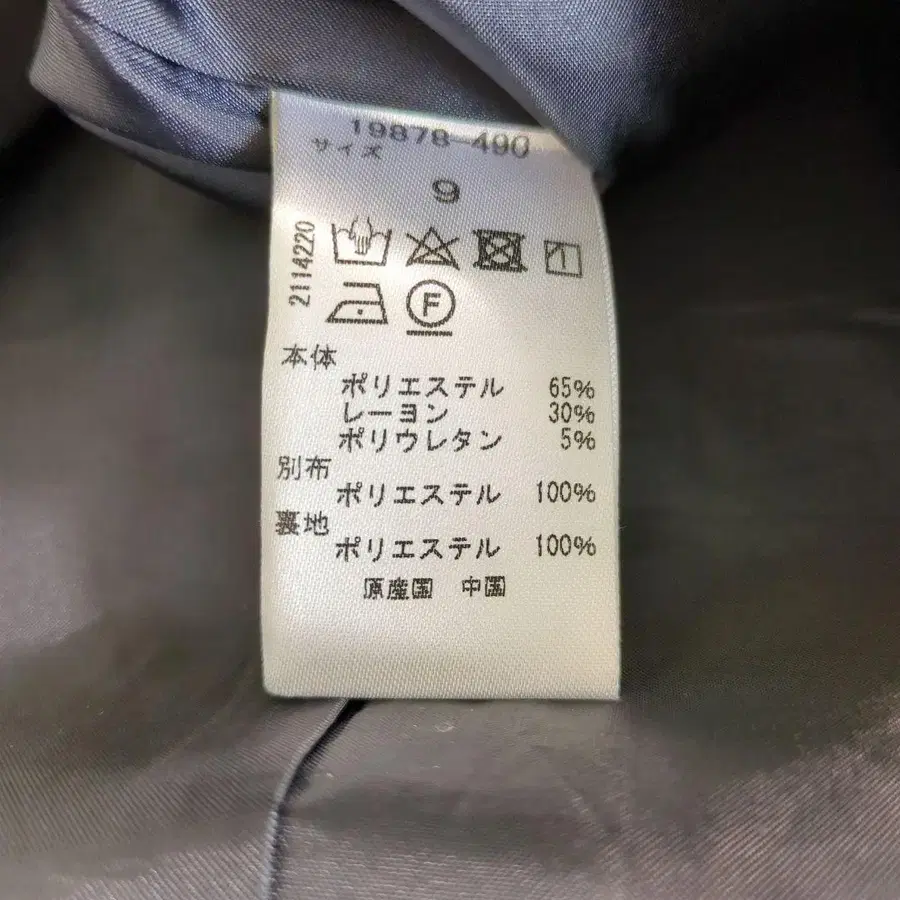 19878-490
サイズ
9
2114220
F
本体
ポリエステル 65%
レーヨン 30%
ポリウレタン 5%
別布
ポリエステル 100%
裏地
ポリエステル 100%
原産国 中国